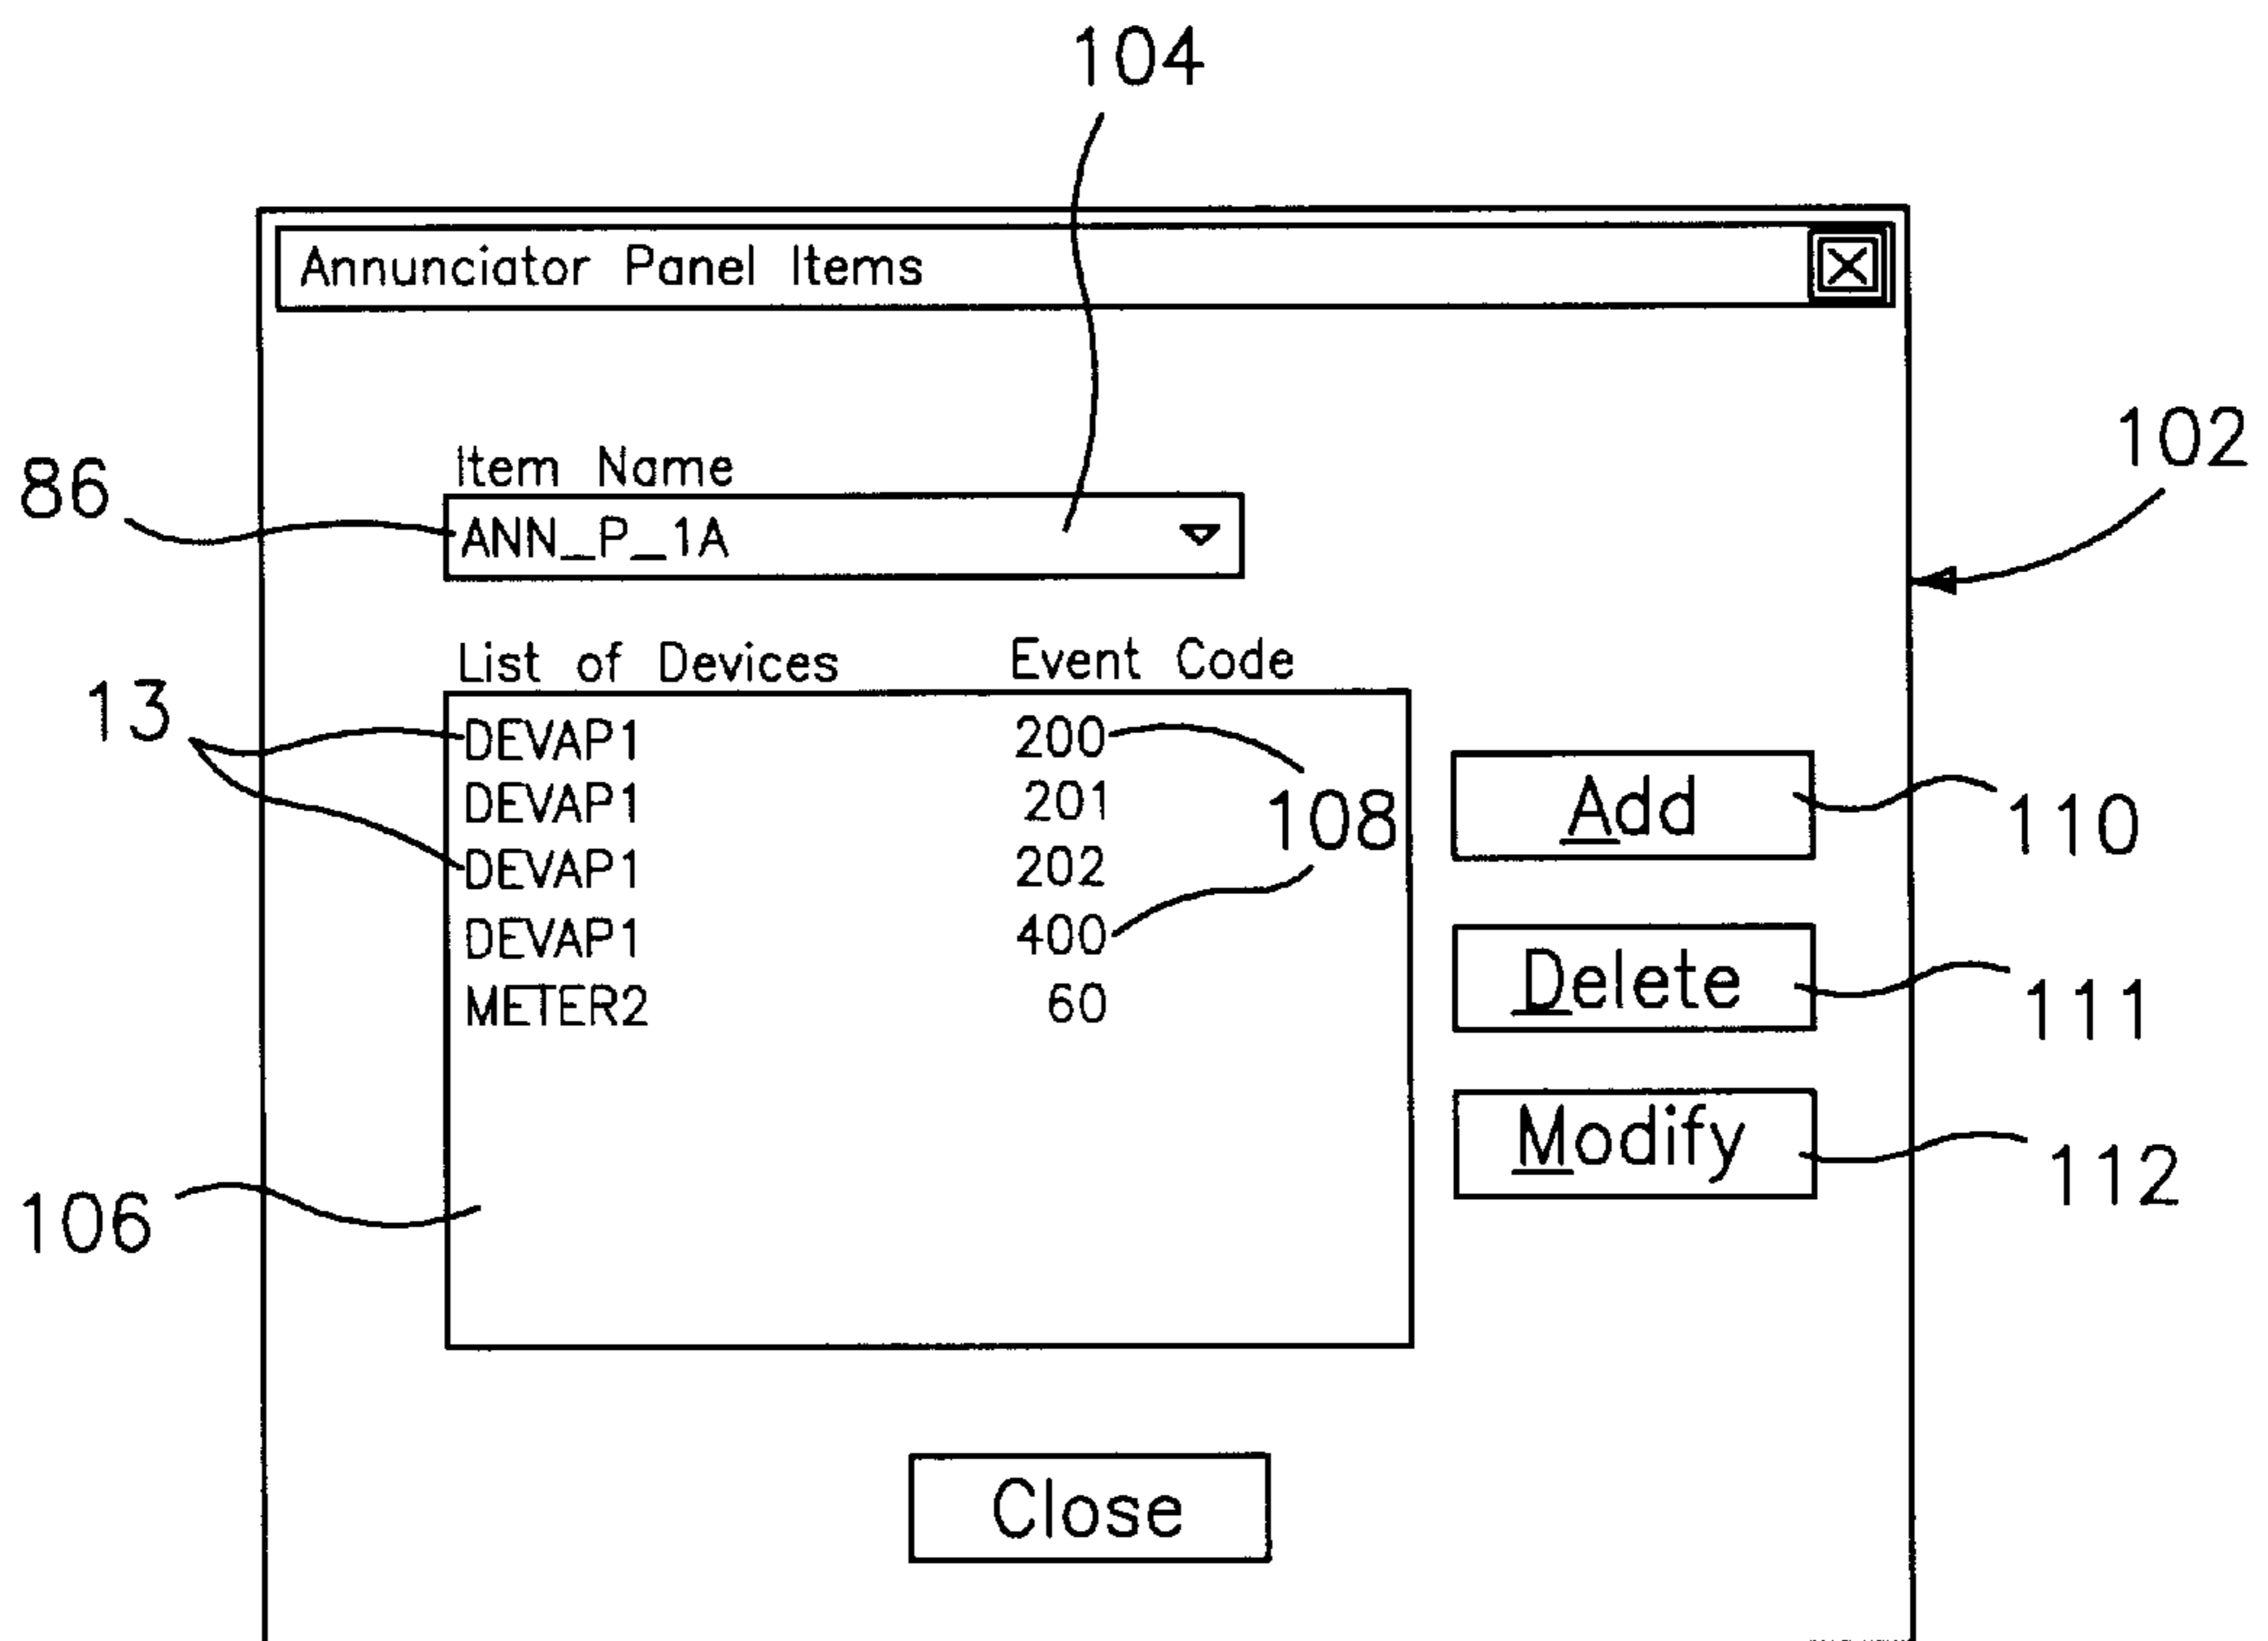 104
Annunciator Panel Items
102
Item Name
86
ANN_P_1A
List of Devices Event Code
13
DEVAP1 200
DEVAP1 201
108
110
Add
DEVAP1 202
DEVAP1 400
Delete
111
METER2 60
Modify
112
106
Close